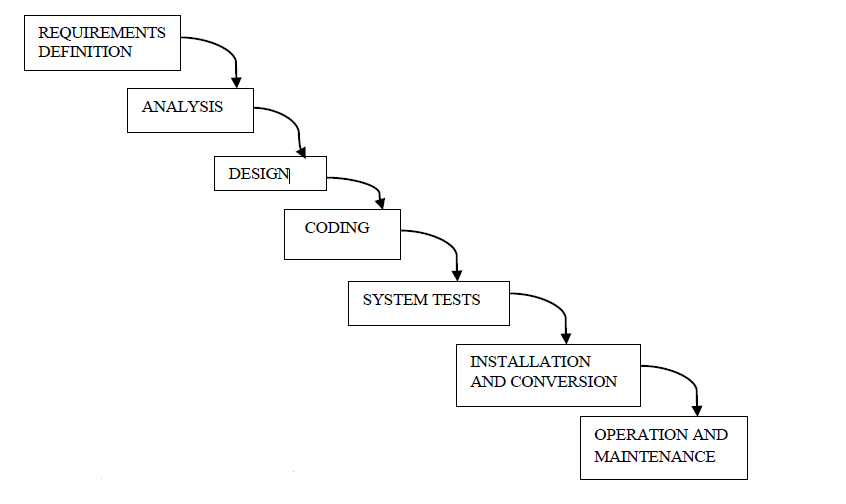 REQUIREMENTS
DEFINITION
ANALYSIS
DESIGN
CODING
SYSTEM TESTS
INSTALLATION
AND CONVERSION
OPERATION AND
MAINTENANCE